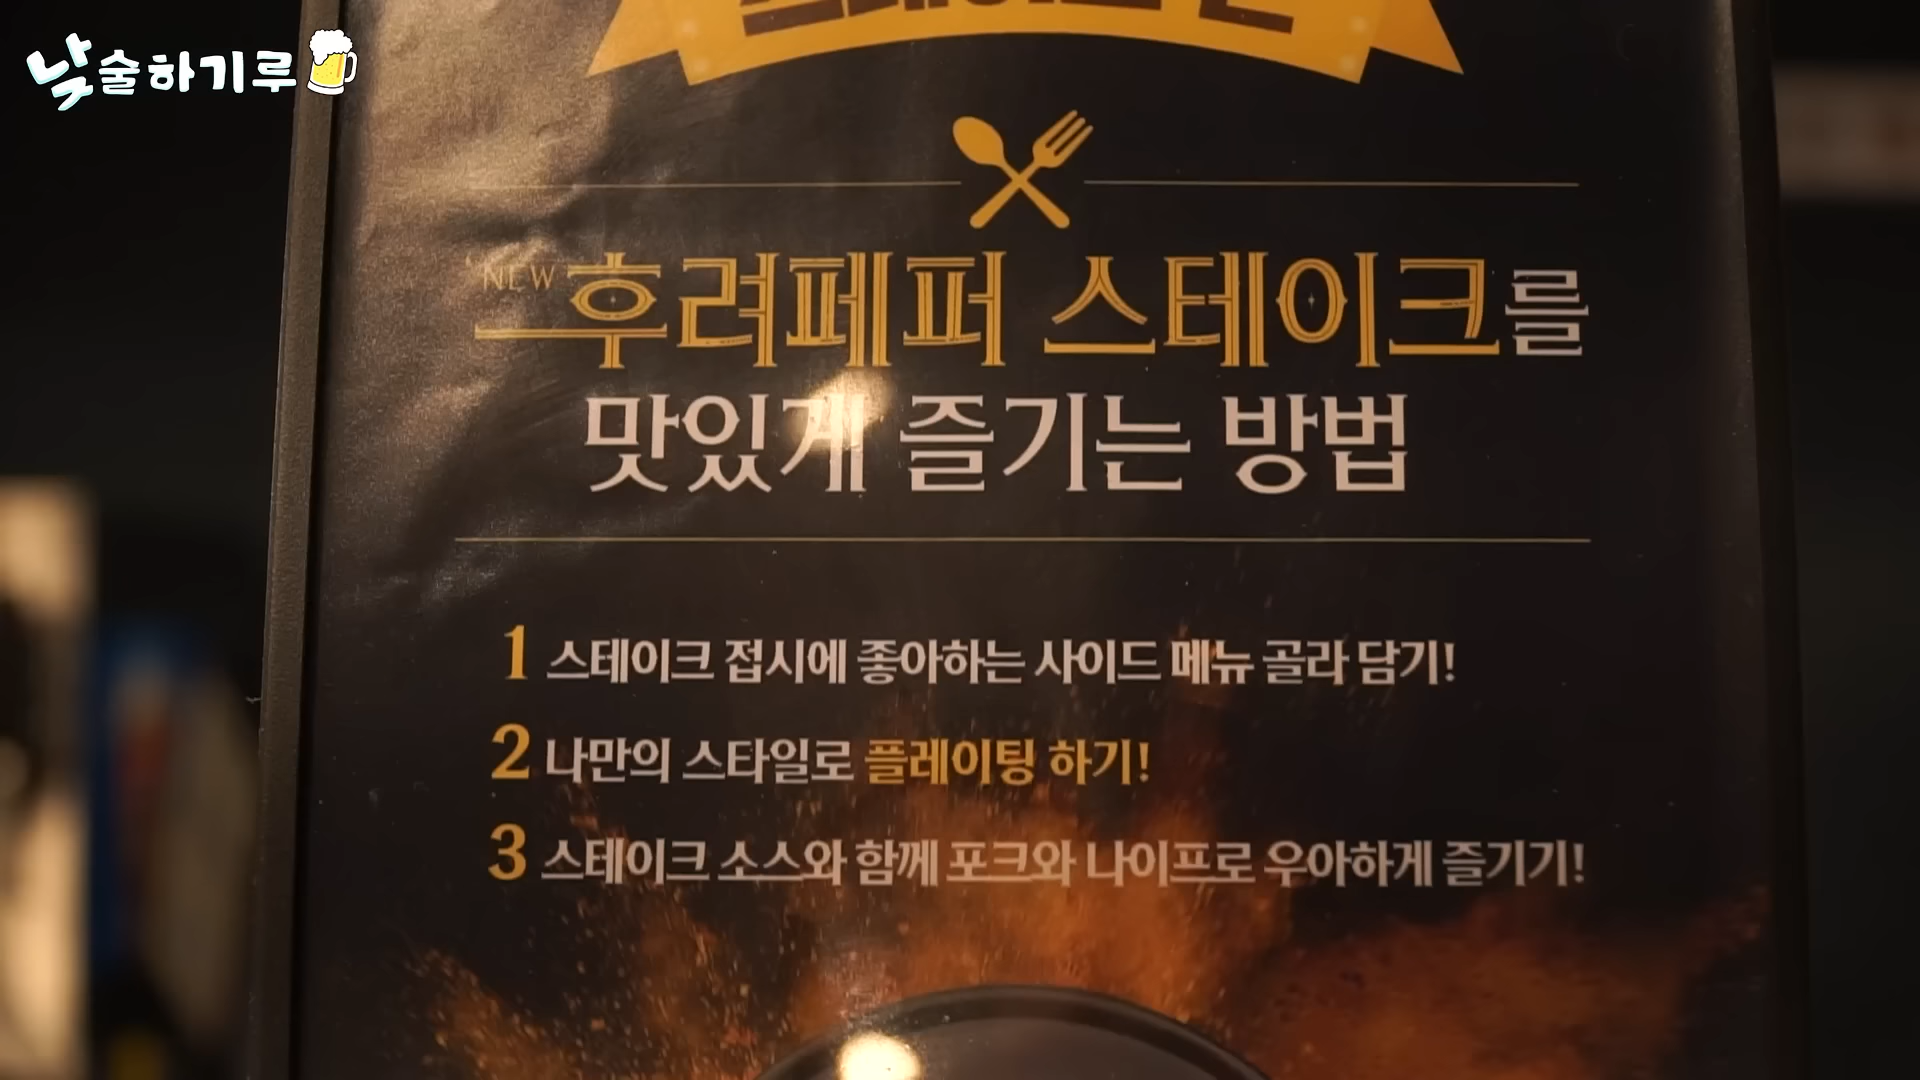 낮술하기루
NEW 후려페퍼 스테이크를
맛있게 즐기는 방법
1 스테이크 접시에 좋아하는 사이드 메뉴 골라 담기!
2 나만의 스타일로 플레이팅 하기!
3 스테이크 소스와 함께 포크와 나이프로 우아하게 즐기기!